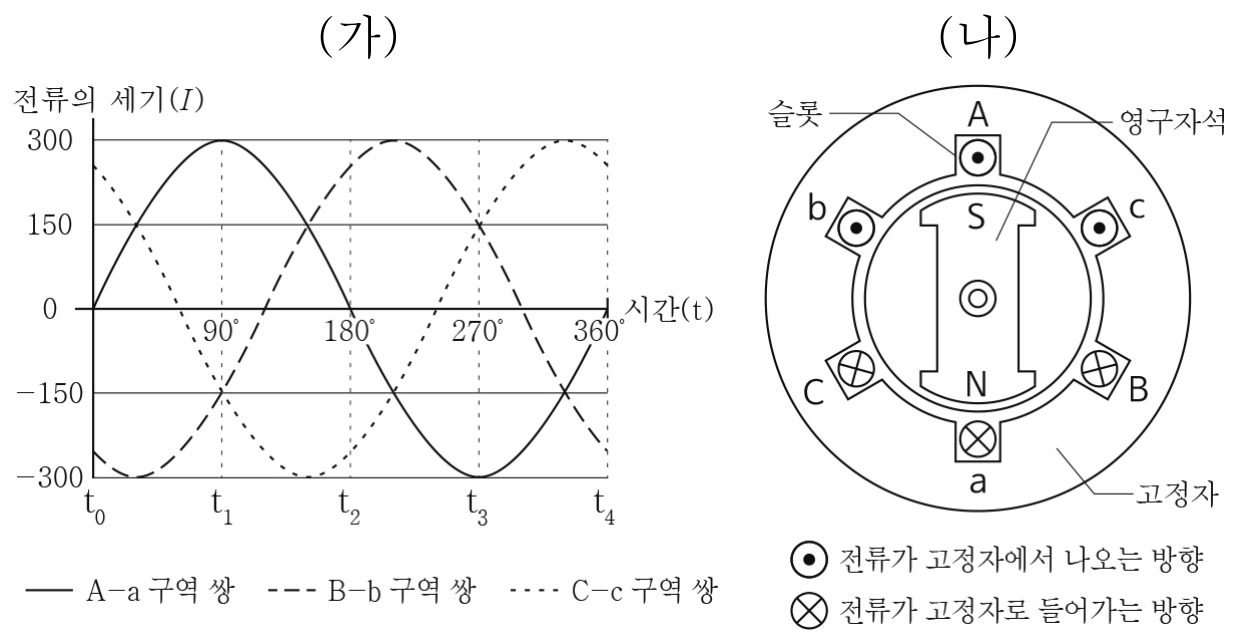 (가)
전류의 세기(I)
300
150
0
-150
-300
90°
180°
270°
360°
시간(t)
t0
t1
t2
t3
t4
A-a 구역 쌍
B-b 구역 쌍
C-c 구역 쌍
(나)
슬롯
A
영구자석
b
c
S
N
C
B
a
고정자
전류가 고정자에서 나오는 방향
전류가 고정자로 들어가는 방향